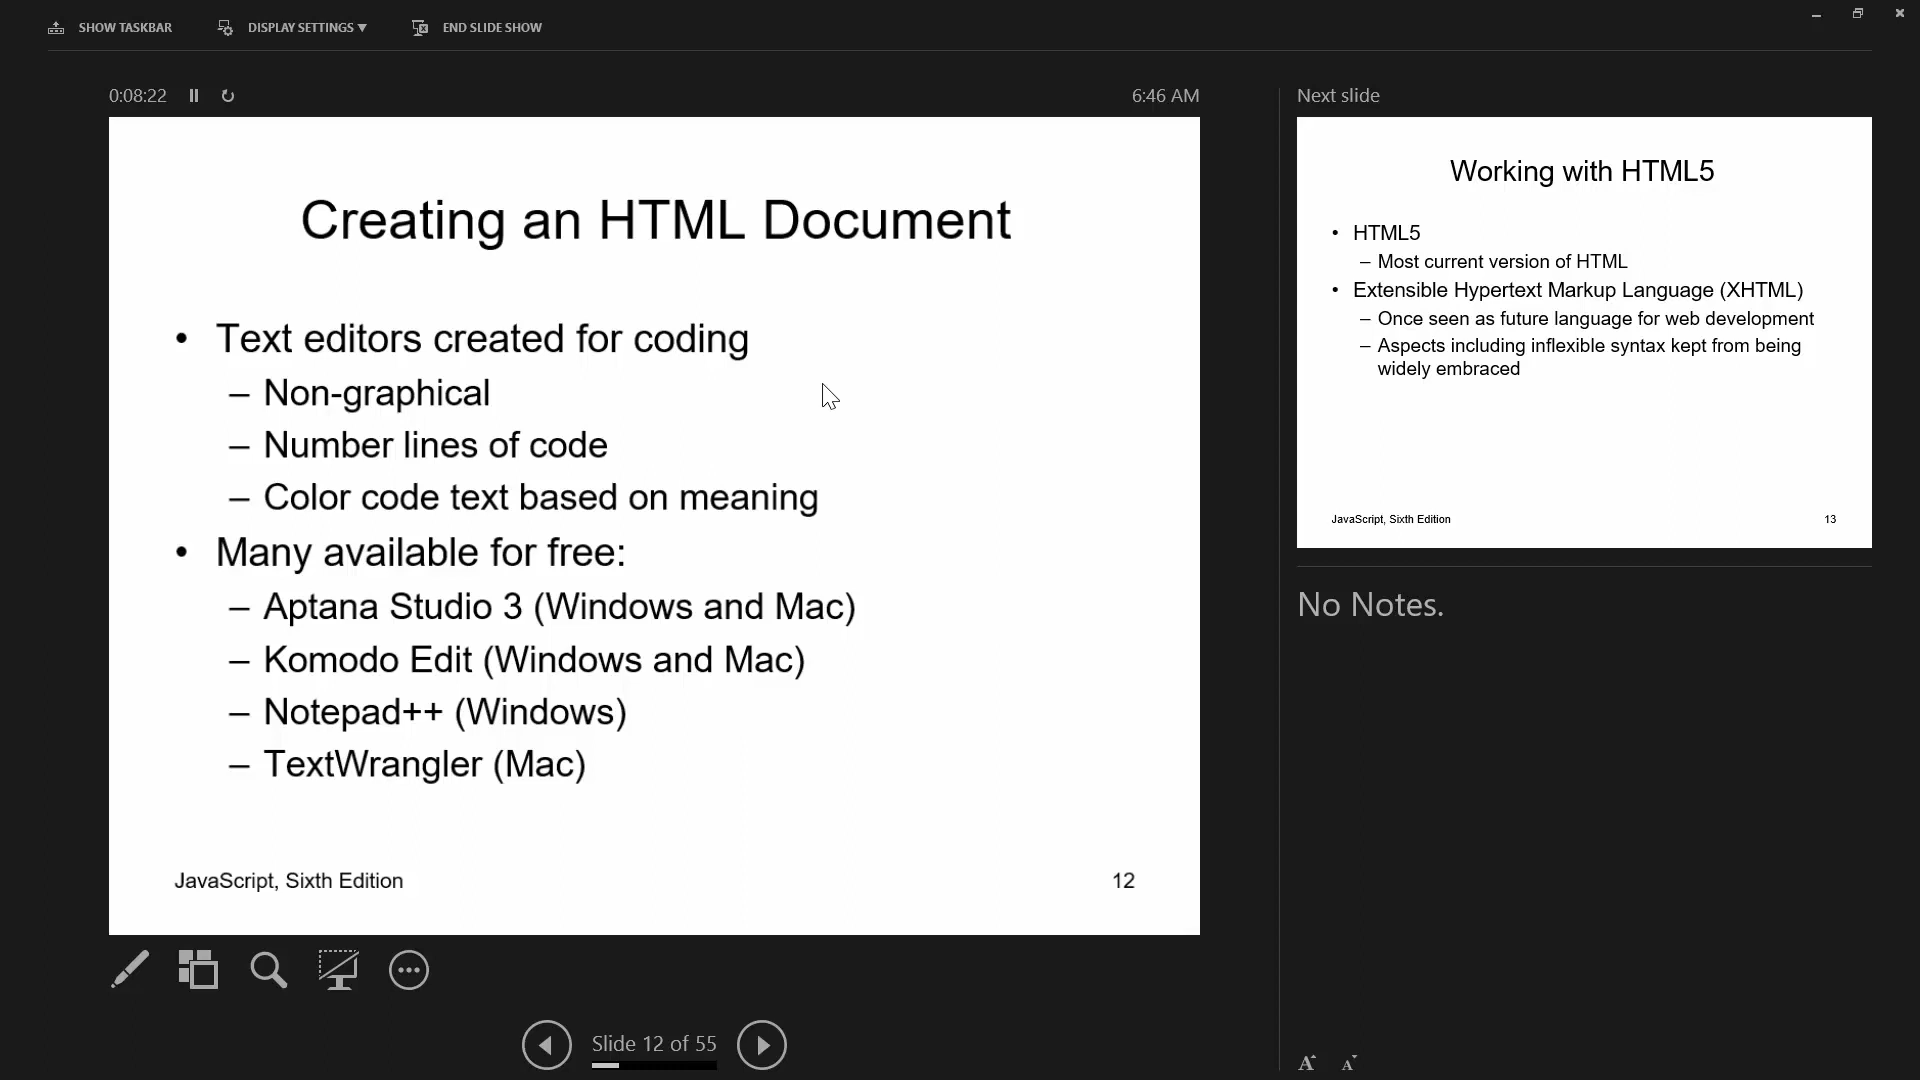 SHOW TASKBAR DISPLAY SETTINGS ▼ END SLIDE SHOW
0:08:22 6:46 AM
Creating an HTML Document
• Text editors created for coding
– Non-graphical
– Number lines of code
– Color code text based on meaning
• Many available for free:
– Aptana Studio 3 (Windows and Mac)
– Komodo Edit (Windows and Mac)
– Notepad++ (Windows)
– TextWrangler (Mac)
JavaScript, Sixth Edition 12
Slide 12 of 55
Next slide
Working with HTML5
• HTML5
– Most current version of HTML
• Extensible Hypertext Markup Language (XHTML)
– Once seen as future language for web development
– Aspects including inflexible syntax kept from being
widely embraced
JavaScript, Sixth Edition 13
No Notes.
A A